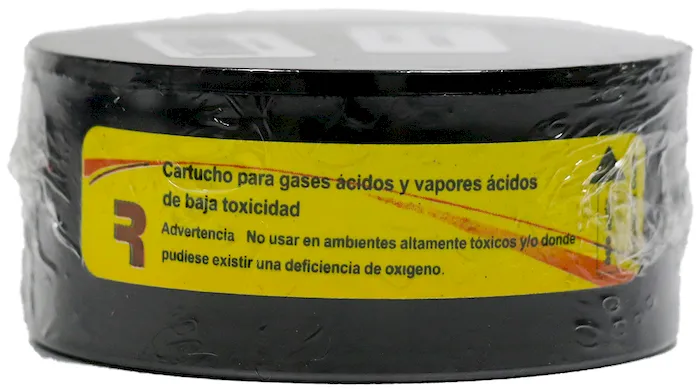 Cartucho para gases ácidos y vapores ácidos
de baja toxicidad
Advertencia No usar en ambientes altamente tóxicos y/o donde
pudiese existir una deficiencia de oxigeno.
R